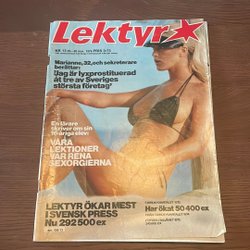 Lektyr
Marianne, 32, och sekreterare
berättar:
'Jag är lyxprostituerad
åt tre av Sveriges
största företag'
En lärare
skriver om sin
16-åriga elev:
VÅRA
LEKTIONER
VAR RENA
SEXORGIERNA
LEKTYR ÖKAR MEST
I SVENSK PRESS
Nu 292 500 ex
Har ökat 50 400 ex